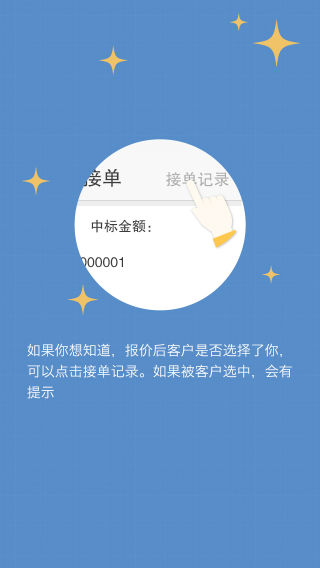 接单 接单记录
中标金额：
000001
如果你想知道，报价后客户是否选择了你，
可以点击接单记录。如果被客户选中，会有
提示